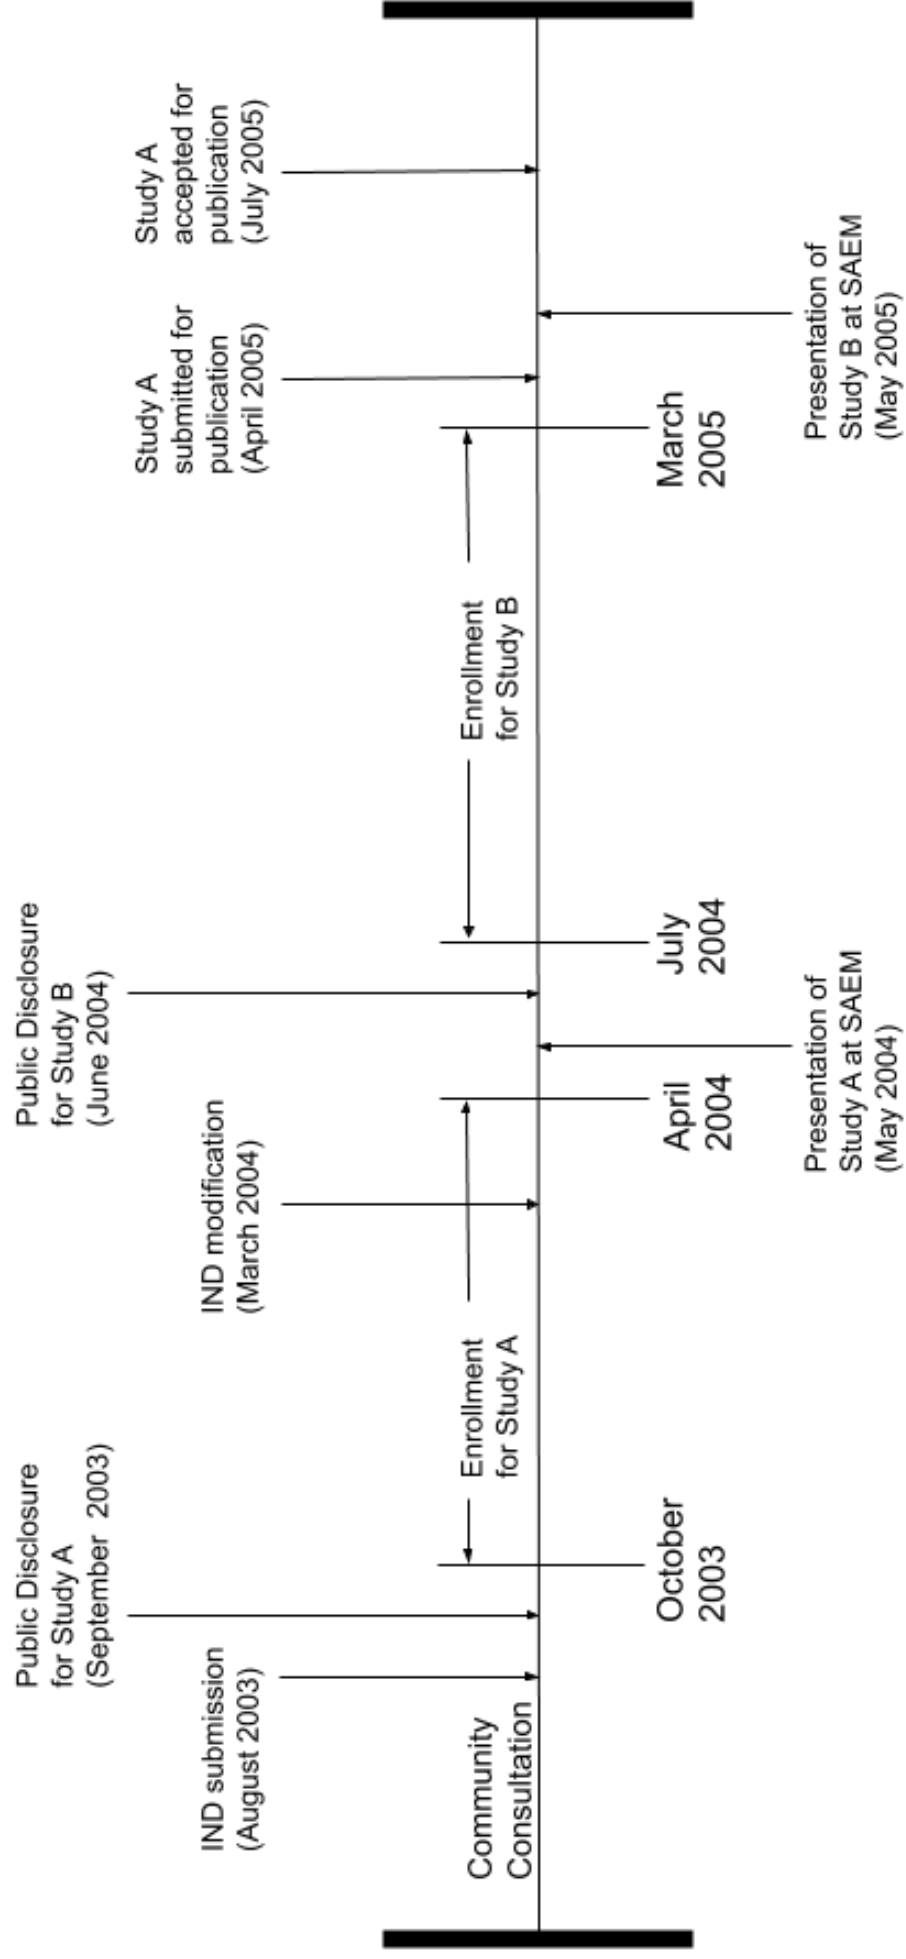 Public Disclosure
for Study A
(September 2003)
Public Disclosure
for Study B
(June 2004)
IND submission
(August 2003)
IND modification
(March 2004)
Study A
submitted for
publication
(April 2005)
Study A
accepted for
publication
(July 2005)
Community
Consultation
Enrollment
for Study A
Enrollment
for Study B
October
2003
April
2004
July
2004
March
2005
Presentation of
Study A at SAEM
(May 2004)
Presentation of
Study B at SAEM
(May 2005)